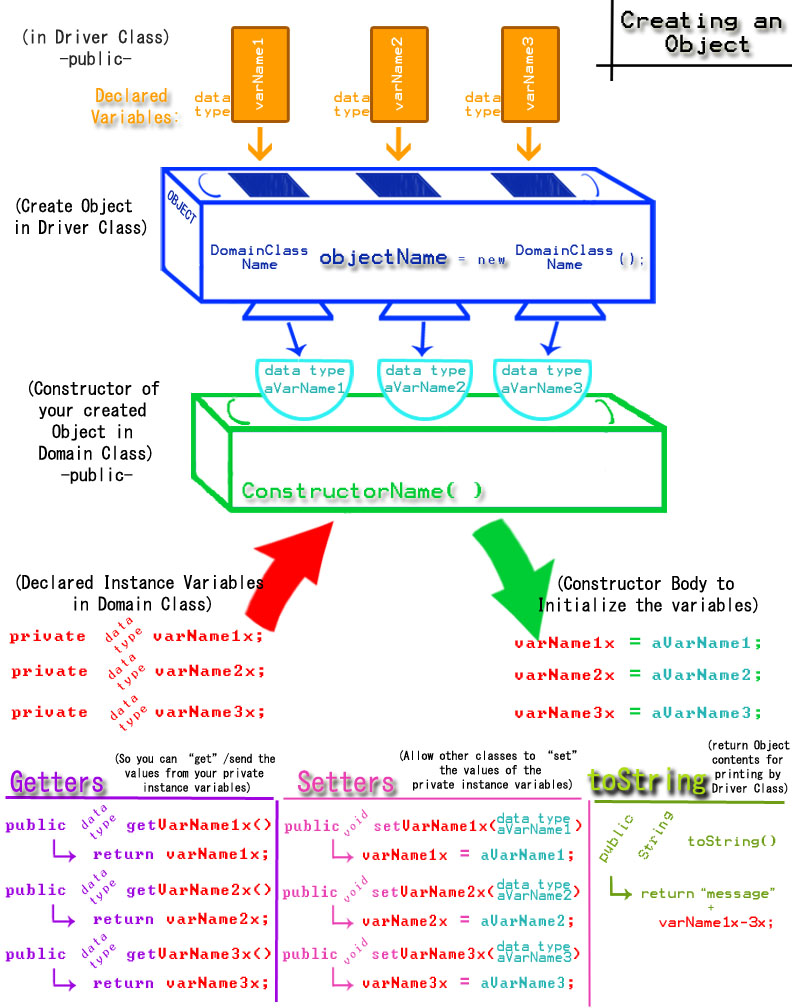 Creating an
Object
(in Driver Class)
-public-
Declared
Variables:
data
type
varName1
data
type
varName2
data
type
varName3
(Create Object
in Driver Class)
OBJECT
DomainClass
Name
objectName = new
DomainClass
Name
();
(Constructor of
your created
Object in
Domain Class)
-public-
data type
aVarName1
data type
aVarName2
data type
aVarName3
ConstructorName( )
(Declared Instance Variables
in Domain Class)
private data type varName1x;
private data type varName2x;
private data type varName3x;
(Constructor Body to
Initialize the variables)
varName1x = aVarName1;
varName2x = aVarName2;
varName3x = aVarName3;
Getters
(So you can “get”/send the
values from your private
instance variables)
public data type getVarName1x()
return varName1x;
public data type getVarName2x()
return varName2x;
public data type getVarName3x()
return varName3x;
Setters
(Allow other classes to “set”
the values of the
private instance variables)
public void setVarName1x(data type aVarName1)
varName1x = aVarName1;
public void setVarName2x(data type aVarName2)
varName2x = aVarName2;
public void setVarName3x(data type aVarName3)
varName3x = aVarName3;
toString
(return Object
contents for
printing by
Driver Class)
public String toString()
return “message”
+
varName1x-3x;